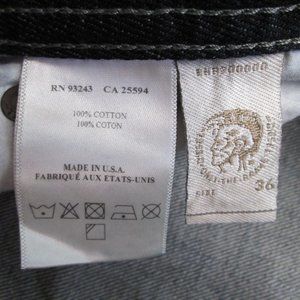 RN 93243 CA 25594
100% COTTON
100% COTON
MADE IN U.S.A.
FABRIQUÉ AUX ETATS-UNIS
SIZE
36